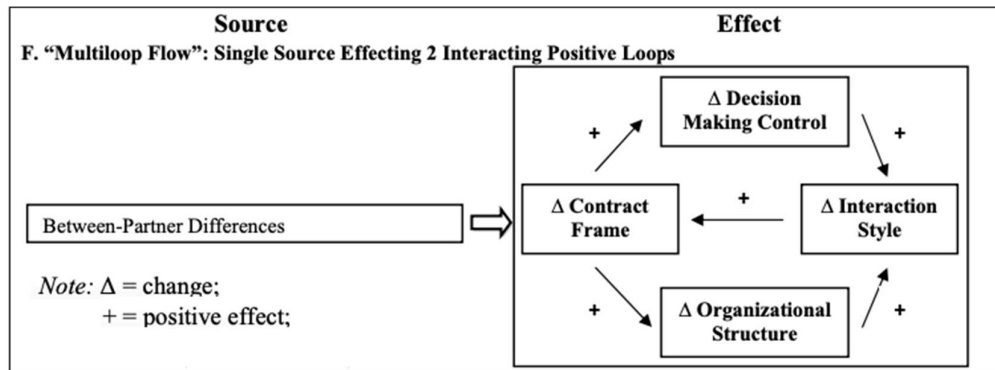 Source
Effect
F. “Multiloop Flow”: Single Source Effecting 2 Interacting Positive Loops
Δ Decision
Making Control
+
+
Δ Contract
Frame
+
Δ Interaction
Style
Between-Partner Differences
Note: Δ = change;
+ = positive effect;
+
Δ Organizational
Structure
+